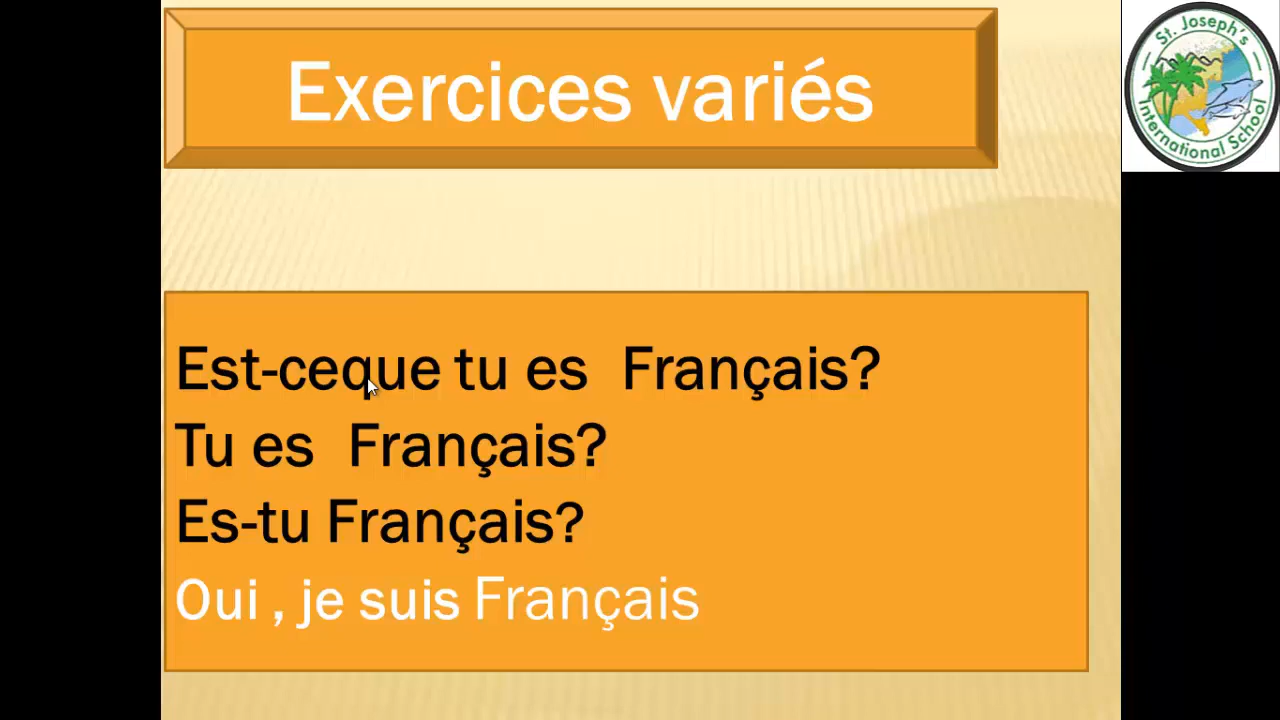 Exercices variés
St. Joseph's
International School
Est-ceque tu es Français?
Tu es Français?
Es-tu Français?
Oui , je suis Français